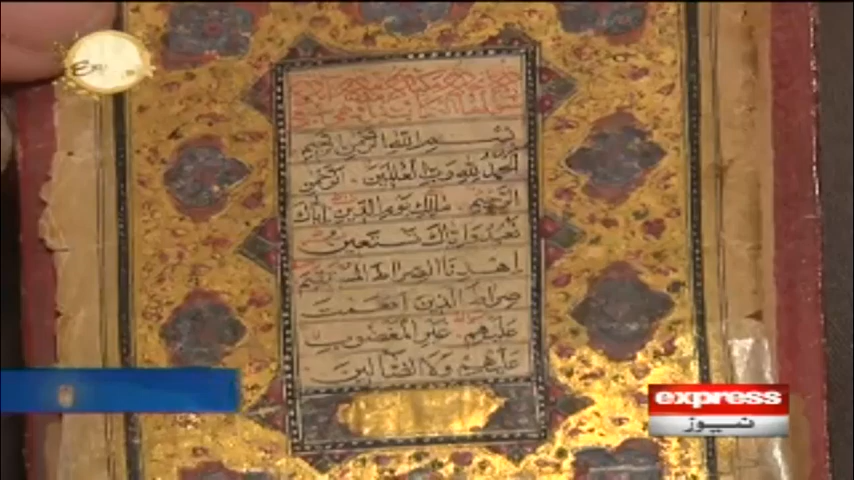 بسم الله الرحمن الرحيم
الحمد لله رب العلمين الرحمن
الرحيم ملك يوم الدين اياك
نعبد واياك نستعين
اهدنا الصراط المستقيم
صراط الذين انعمت
عليهم غير المغضوب
عليهم ولا الضالين
express
نیوز